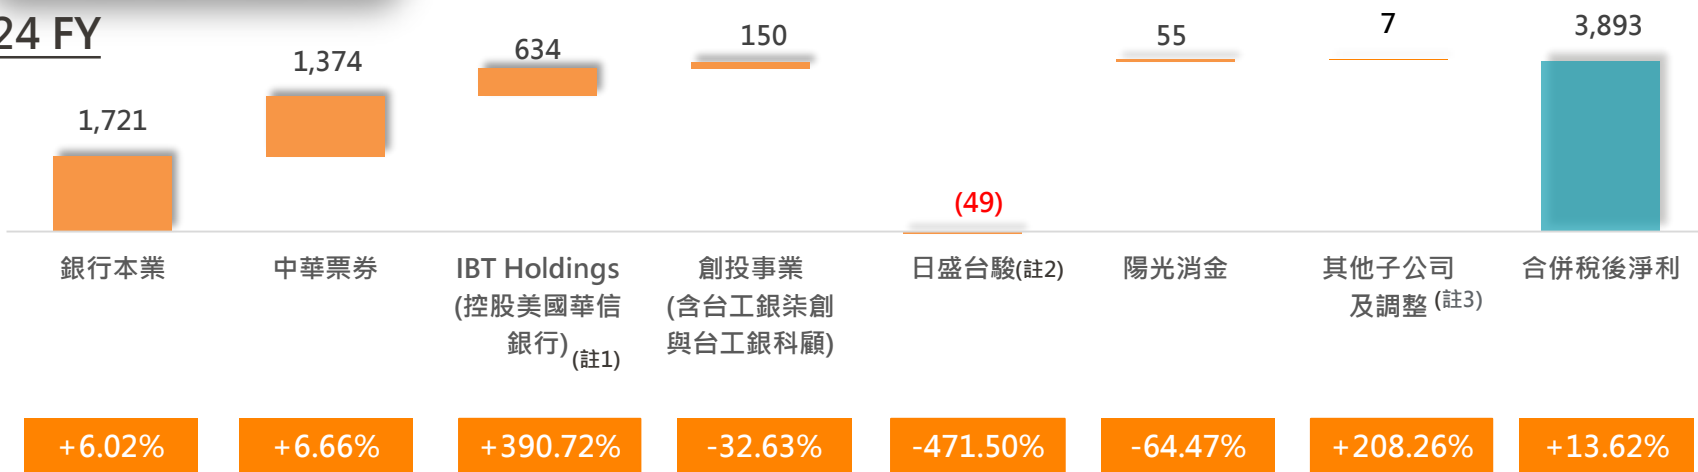 24 FY
1,721
1,374
634
150
(49)
55
7
3,893
銀行本業
中華票券
IBT Holdings
(控股美國華信
銀行) (註1)
創投事業
(含台工銀柒創
與台工銀科顧)
日盛台駿(註2)
陽光消金
其他子公司
及調整 (註3)
合併稅後淨利
+6.02%
+6.66%
+390.72%
-32.63%
-471.50%
-64.47%
+208.26%
+13.62%